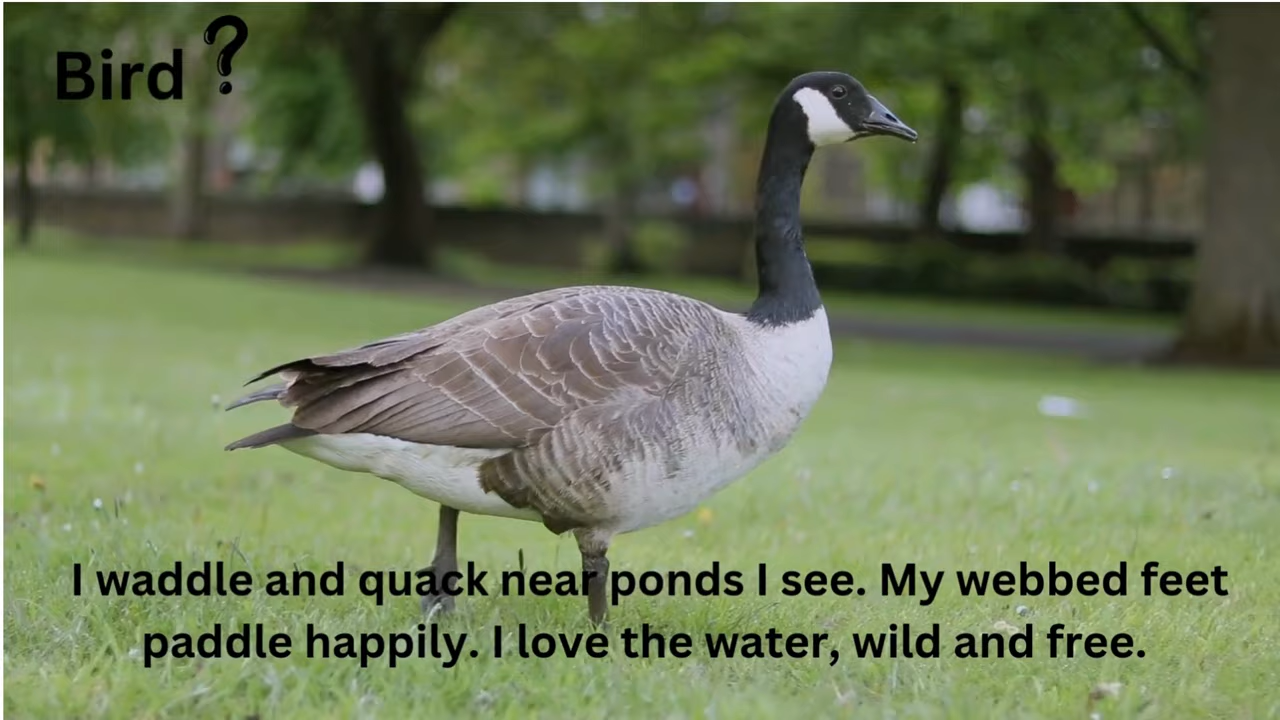 Bird ?
I waddle and quack near ponds I see. My webbed feet
paddle happily. I love the water, wild and free.